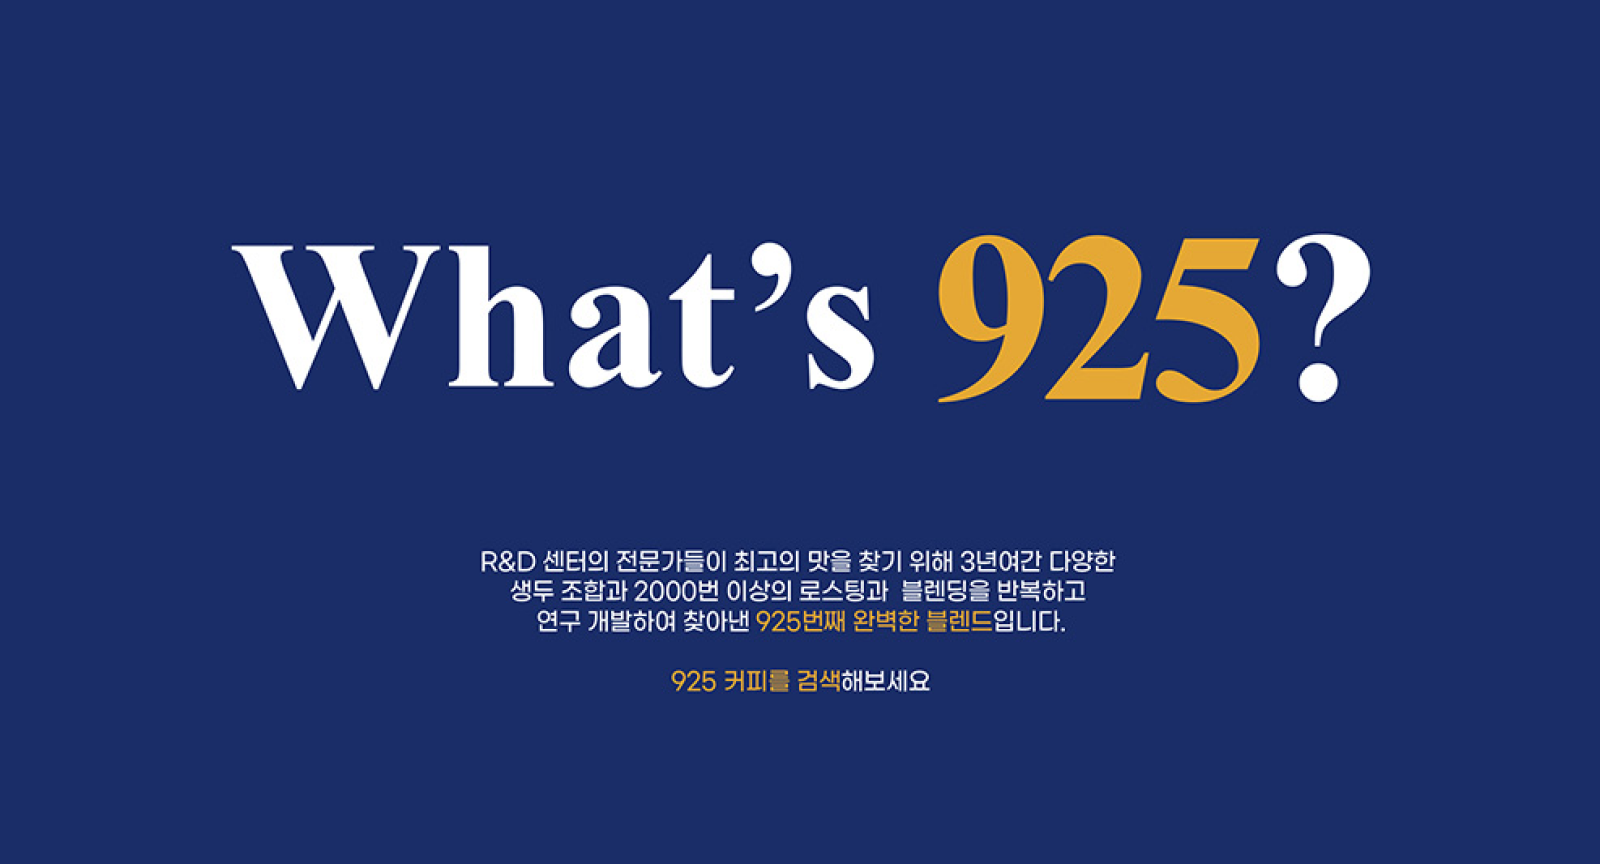 What's 925?
R&D 센터의 전문가들이 최고의 맛을 찾기 위해 3년여간 다양한
생두 조합과 2000번 이상의 로스팅과 블렌딩을 반복하고
연구 개발하여 찾아낸 925번째 완벽한 블렌드입니다.
925 커피를 검색해보세요